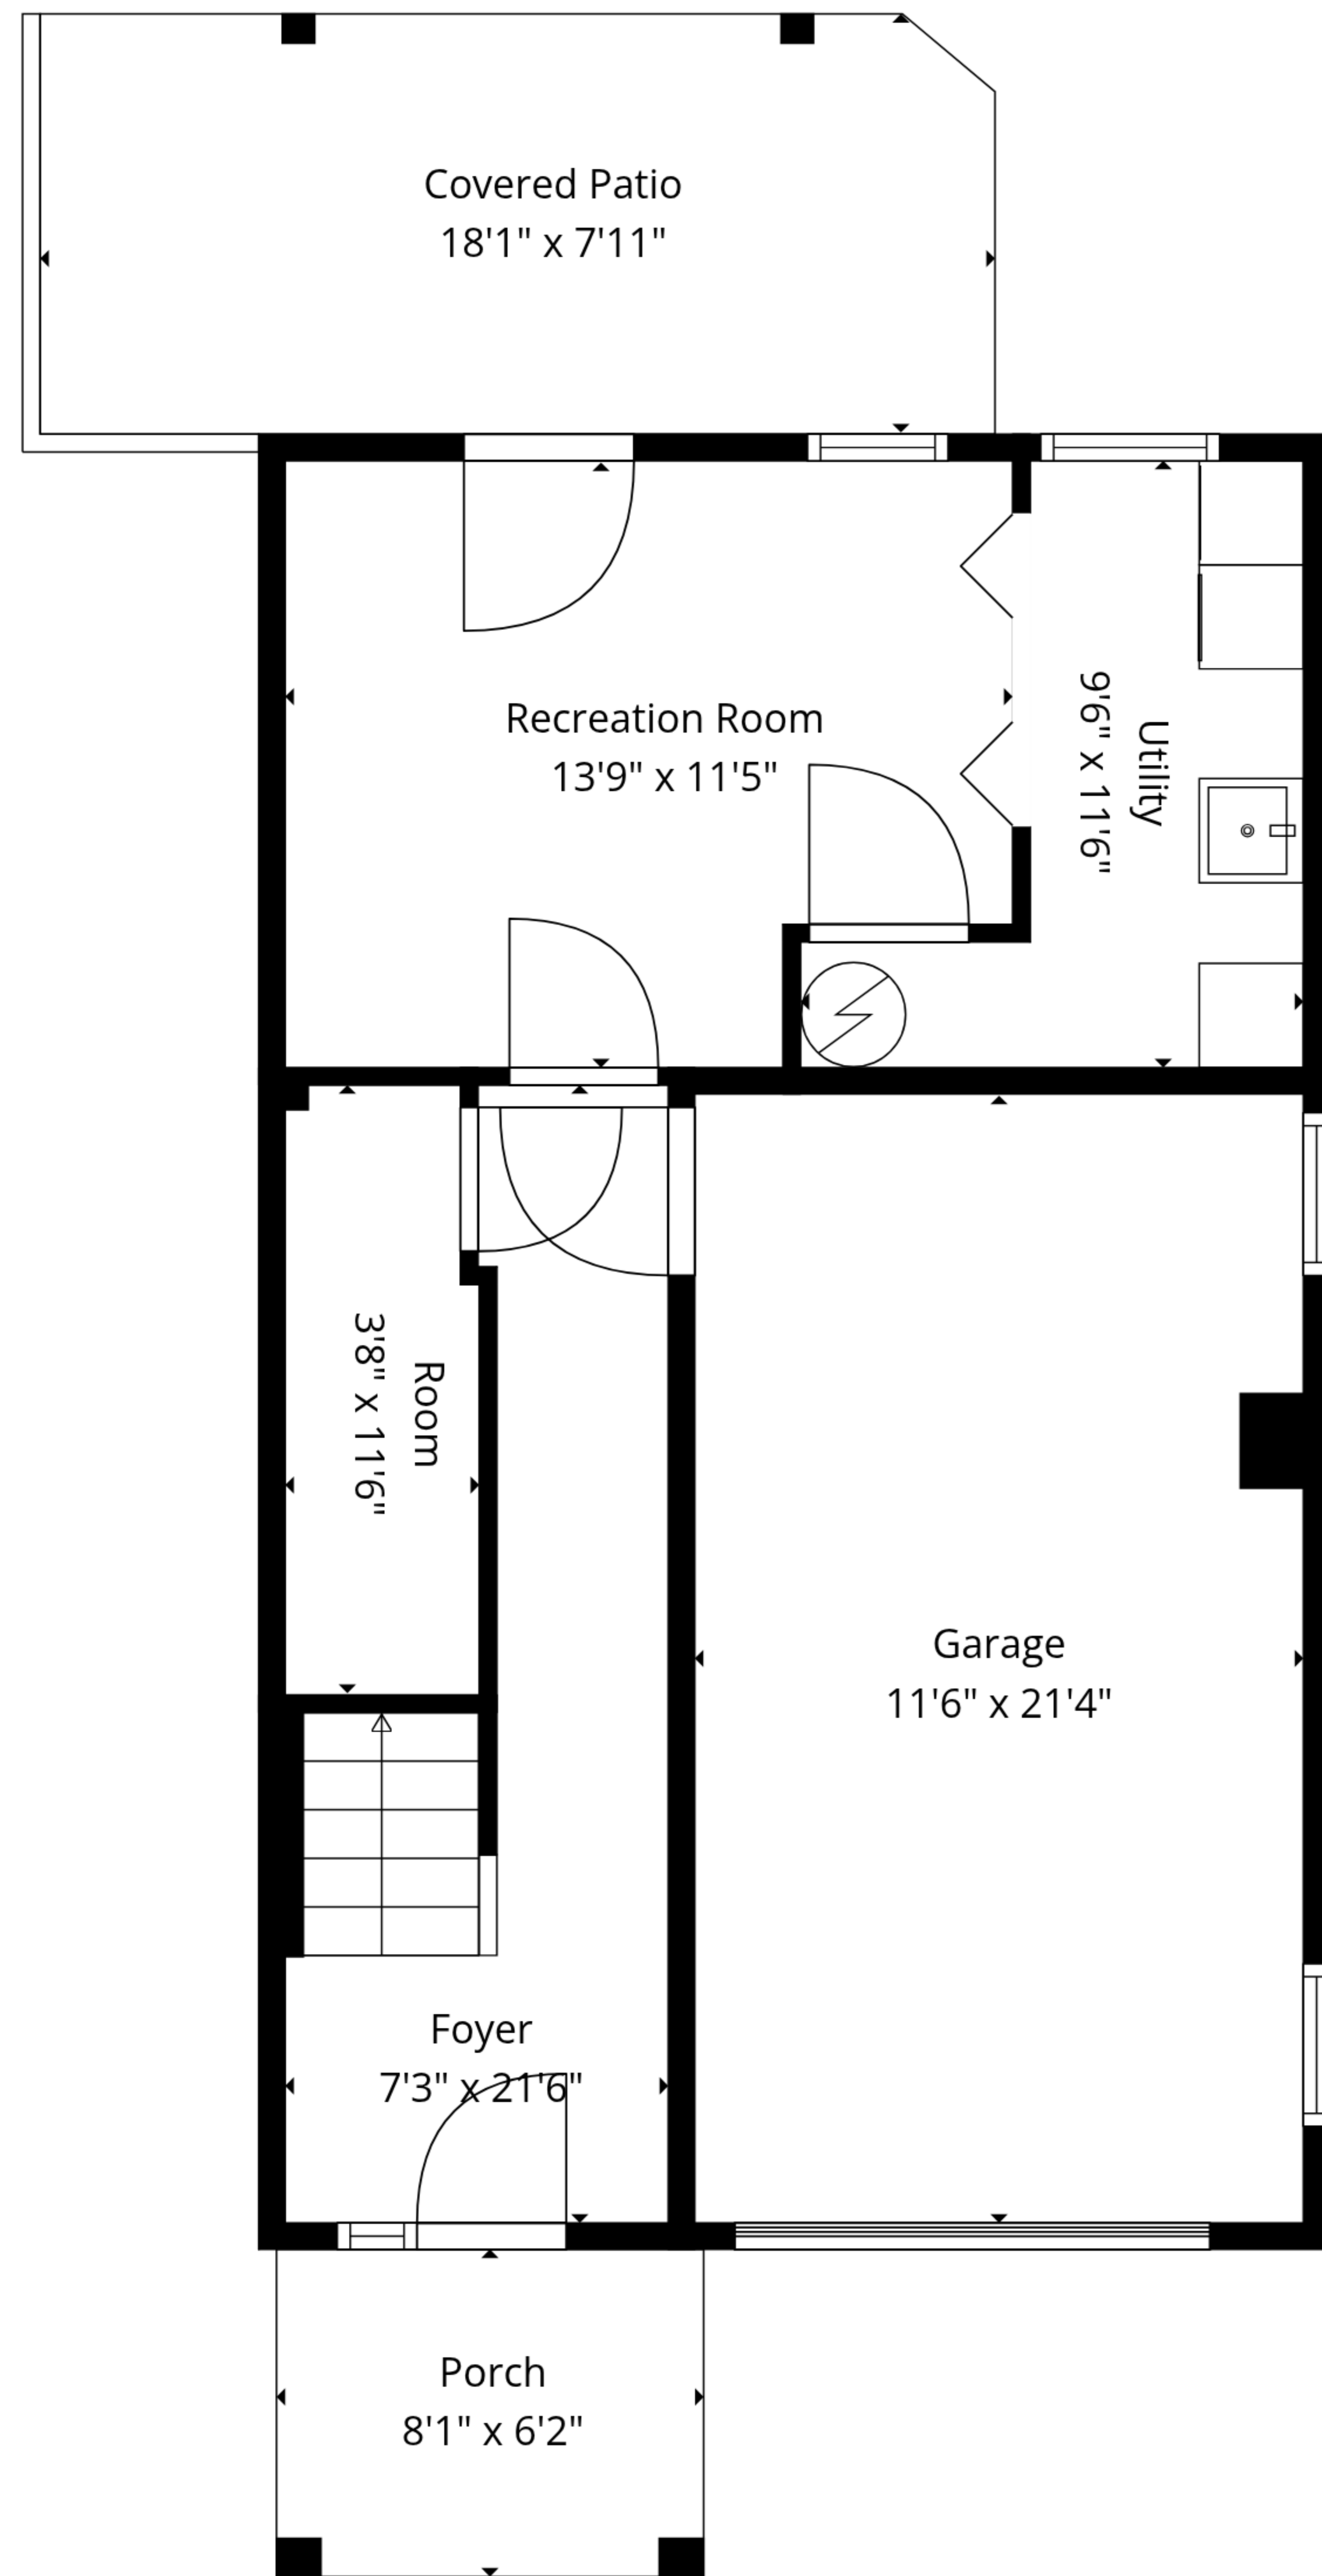 Covered Patio
18'1" x 7'11"
Recreation Room
13'9" x 11'5"
Utility
9'6" x 11'6"
Room
3'8" x 11'6"
Garage
11'6" x 21'4"
Foyer
7'3" x 21'6"
Porch
8'1" x 6'2"